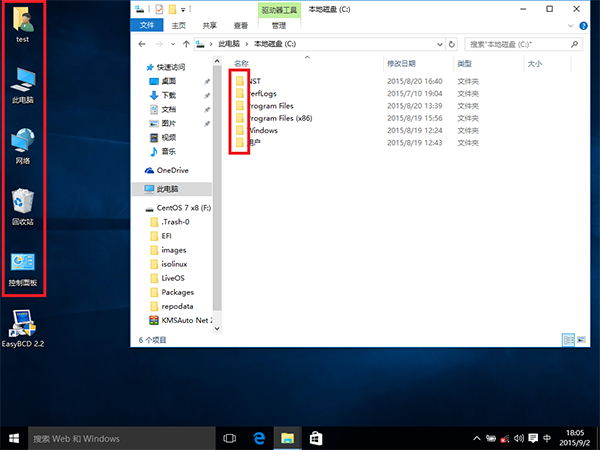 test
此电脑
网络
回收站
控制面板
EasyBCD 2.2
驱动器工具
本地磁盘 (C:)
文件
主页
共享
查看
管理
此电脑
本地磁盘 (C:)
搜索"本地磁盘 (C:)"
快速访问
桌面
下载
文档
图片
视频
音乐
OneDrive
此电脑
CentOS 7 x8 (F:)
.Trash-0
EFI
images
isolinux
LiveOS
Packages
repodata
KMSAuto Net 2
名称 修改日期 类型 大小
NST 2015/8/20 16:40 文件夹
PerfLogs 2015/7/10 19:04 文件夹
Program Files 2015/8/20 13:39 文件夹
Program Files (x86) 2015/8/19 15:56 文件夹
Windows 2015/8/19 12:24 文件夹
用户 2015/8/19 12:43 文件夹
6 个项目
搜索 Web 和 Windows
中
18:05
2015/9/2